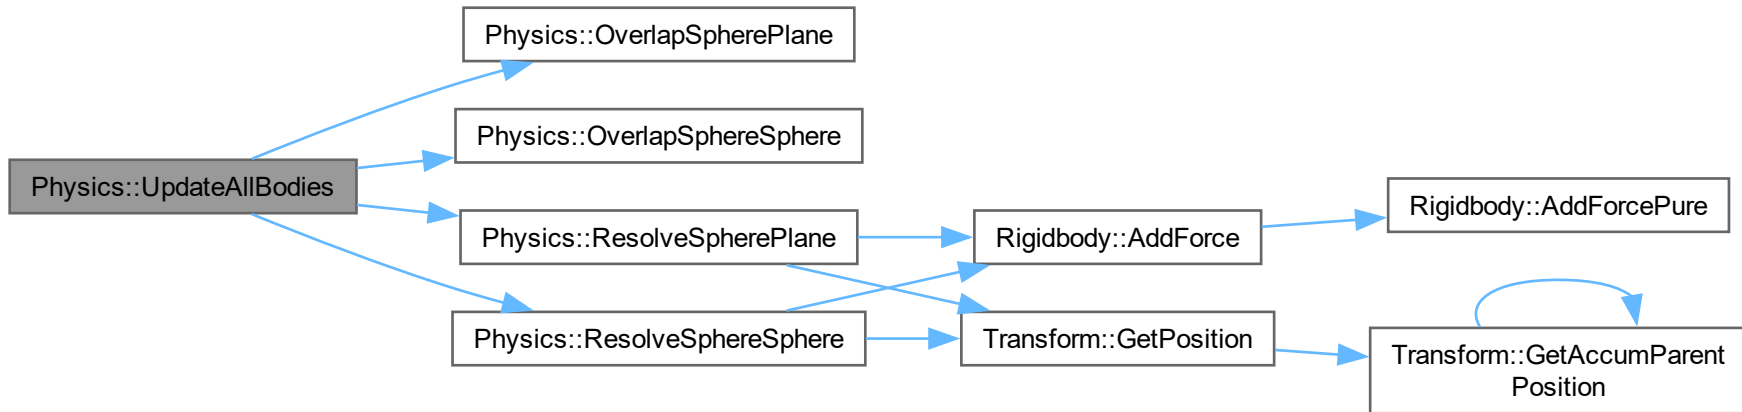 Physics::OverlapSpherePlane
Physics::OverlapSphereSphere
Physics::UpdateAllBodies
Physics::ResolveSpherePlane
Physics::ResolveSphereSphere
Rigidbody::AddForce
Transform::GetPosition
Rigidbody::AddForcePure
Transform::GetAccumParent
Position